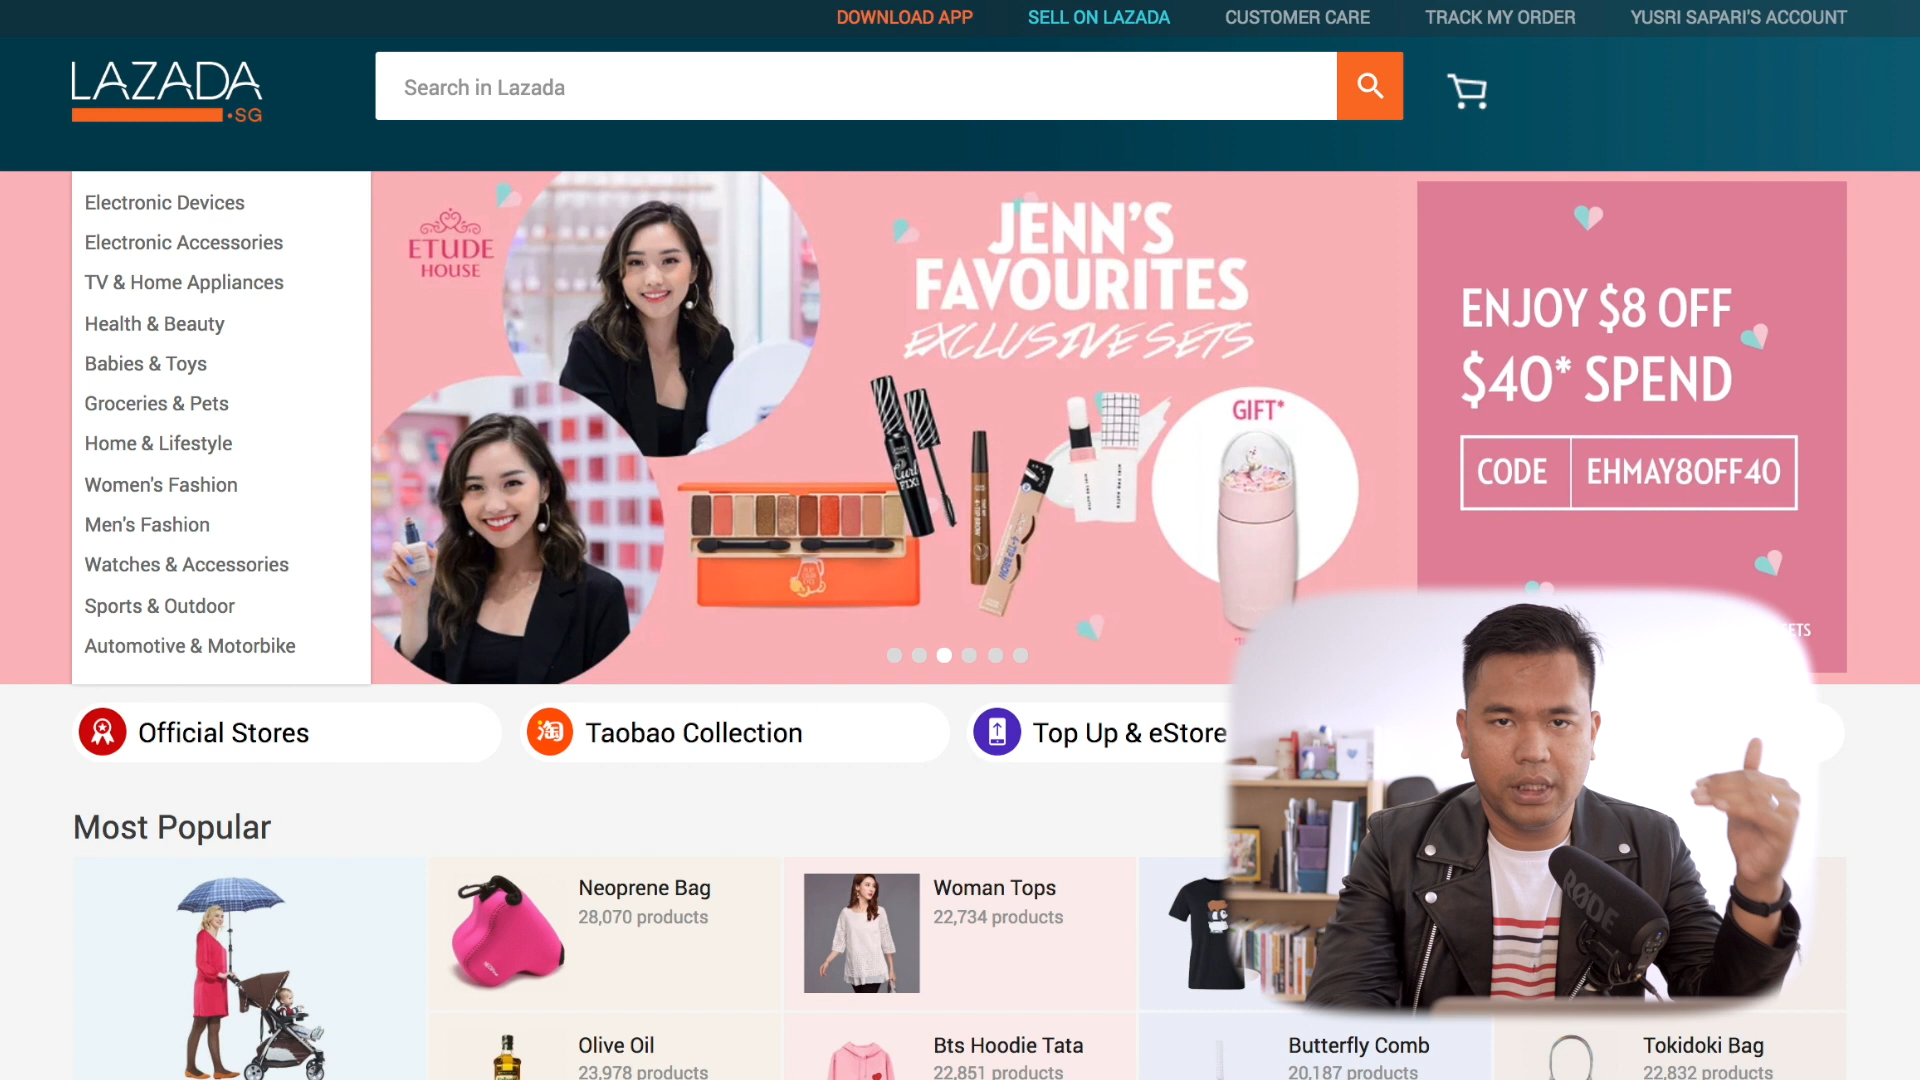 DOWNLOAD APP
SELL ON LAZADA
CUSTOMER CARE
TRACK MY ORDER
YUSRI SAPARI'S ACCOUNT
LAZADA
•SG
Search in Lazada
Electronic Devices
Electronic Accessories
TV & Home Appliances
Health & Beauty
Babies & Toys
Groceries & Pets
Home & Lifestyle
Women's Fashion
Men's Fashion
Watches & Accessories
Sports & Outdoor
Automotive & Motorbike
ETUDE
HOUSE
JENN'S
FAVOURITES
EXCLUSIVE SETS
Curl
FIX!
GIFT*
ENJOY $8 OFF
$40* SPEND
CODE
EHMAY8OFF40
Official Stores
淘
Taobao Collection
Top Up & eStore
Most Popular
Neoprene Bag
28,070 products
Woman Tops
22,734 products
RØDE
Olive Oil
23,978 products
Bts Hoodie Tata
22,851 products
Butterfly Comb
20,187 products
Tokidoki Bag
22,832 products